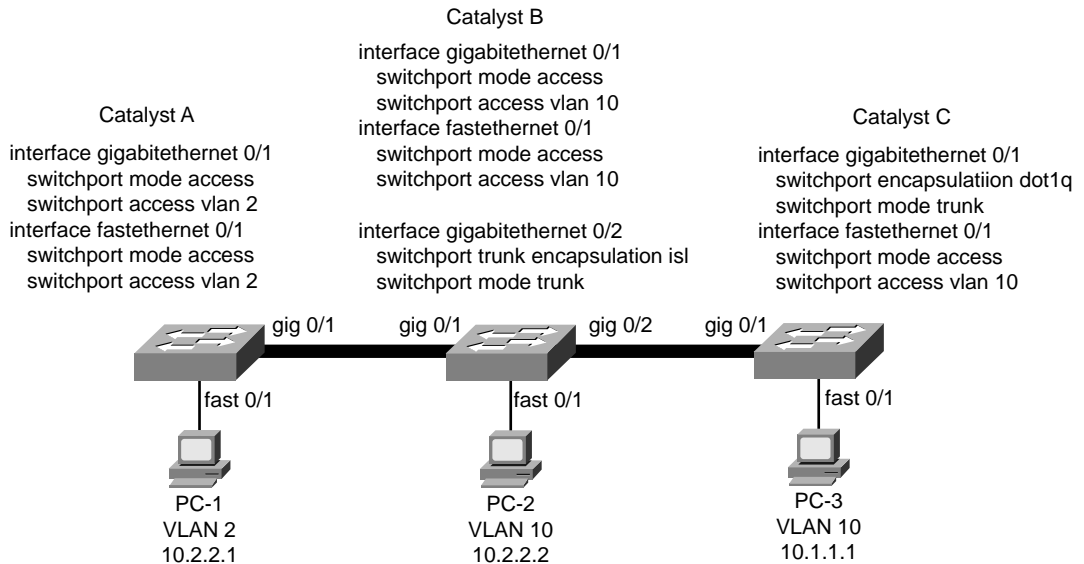 Catalyst B
interface gigabitethernet 0/1
switchport mode access
switchport access vlan 10
interface fastethernet 0/1
switchport mode access
switchport access vlan 10
interface gigabitethernet 0/2
switchport trunk encapsulation isl
switchport mode trunk
Catalyst A
interface gigabitethernet 0/1
switchport mode access
switchport access vlan 2
interface fastethernet 0/1
switchport mode access
switchport access vlan 2
Catalyst C
interface gigabitethernet 0/1
switchport encapsulatiion dot1q
switchport mode trunk
interface fastethernet 0/1
switchport mode access
switchport access vlan 10
gig 0/1
gig 0/1
gig 0/2
gig 0/1
fast 0/1
fast 0/1
fast 0/1
PC-1
VLAN 2
10.2.2.1
PC-2
VLAN 10
10.2.2.2
PC-3
VLAN 10
10.1.1.1